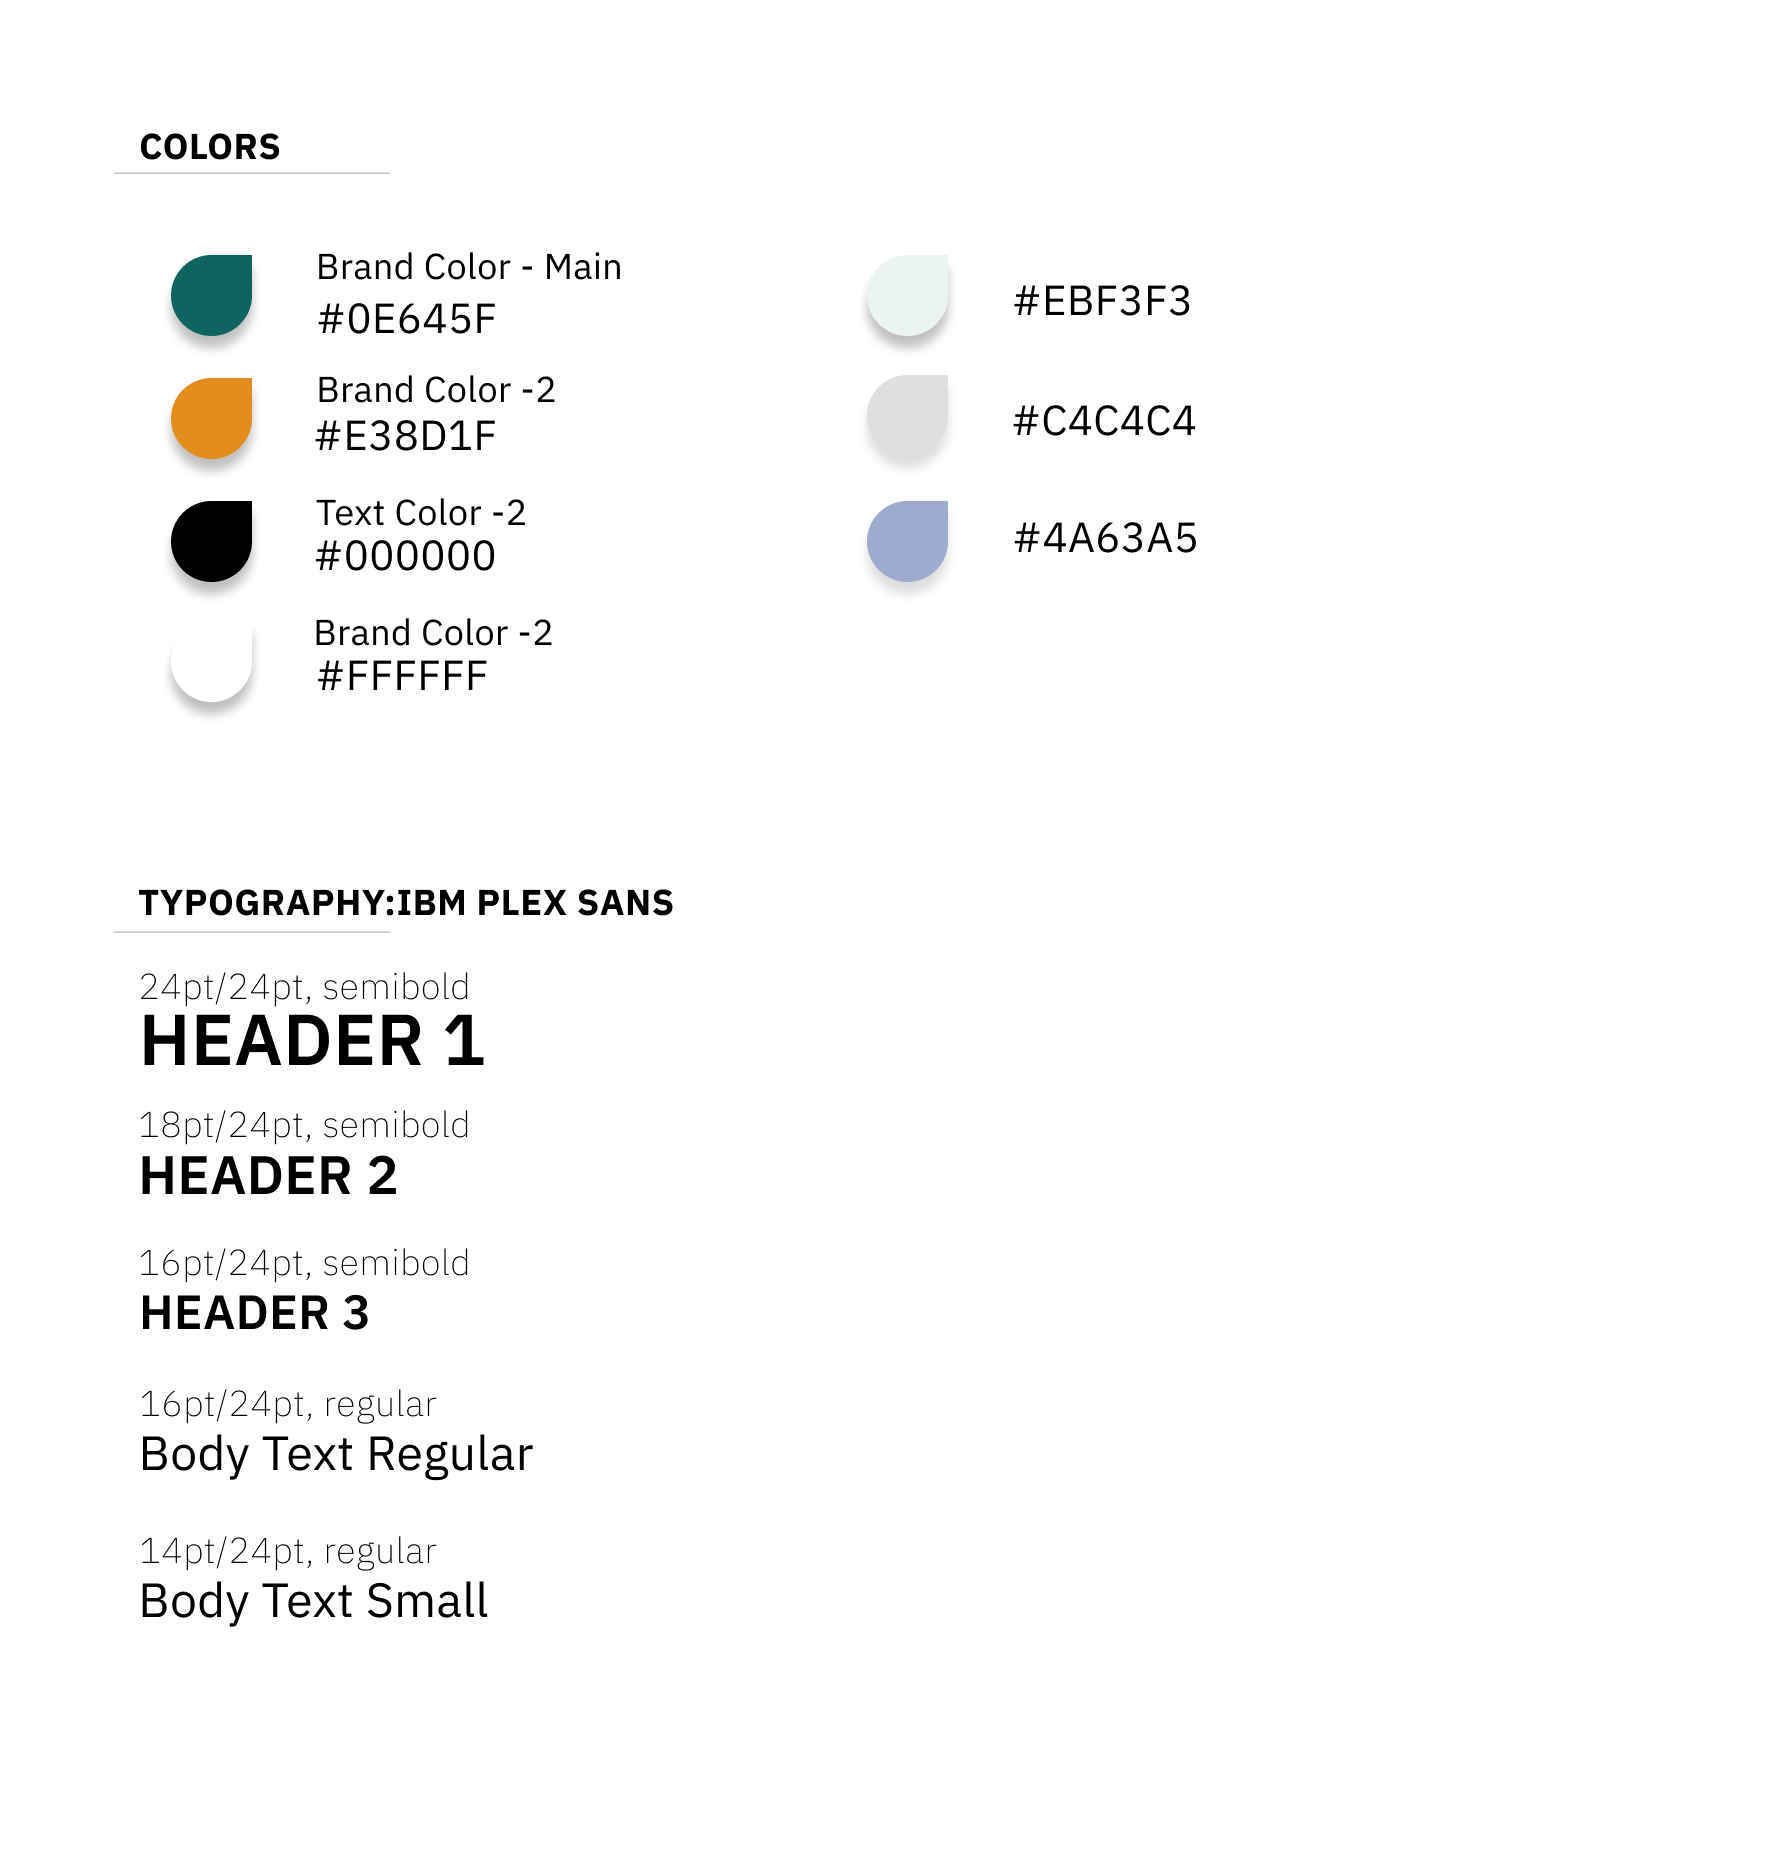 COLORS
Brand Color - Main
#0E645F
Brand Color -2
#E38D1F
Text Color -2
#000000
Brand Color -2
#FFFFFF
#EBF3F3
#C4C4C4
#4A63A5
TYPOGRAPHY:IBM PLEX SANS
24pt/24pt, semibold
HEADER 1
18pt/24pt, semibold
HEADER 2
16pt/24pt, semibold
HEADER 3
16pt/24pt, regular
Body Text Regular
14pt/24pt, regular
Body Text Small